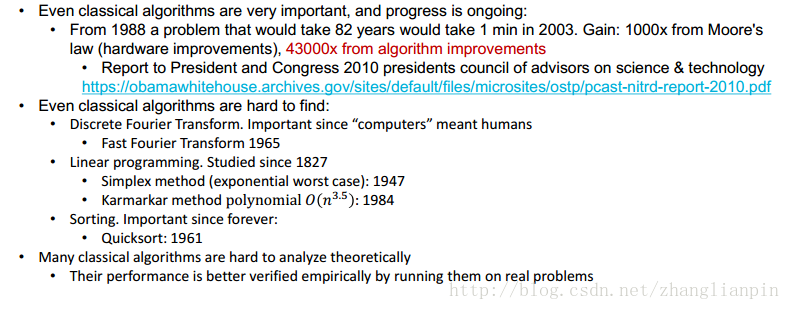 • Even classical algorithms are very important, and progress is ongoing:
• From 1988 a problem that would take 82 years would take 1 min in 2003. Gain: 1000x from Moore's
law (hardware improvements), 43000x from algorithm improvements
• Report to President and Congress 2010 presidents council of advisors on science & technology
https://obamawhitehouse.archives.gov/sites/default/files/microsites/ostp/pcast-nitrd-report-2010.pdf
• Even classical algorithms are hard to find:
• Discrete Fourier Transform. Important since “computers” meant humans
• Fast Fourier Transform 1965
• Linear programming. Studied since 1827
• Simplex method (exponential worst case): 1947
• Karmarkar method polynomial 𝑂(𝑛^3.5): 1984
• Sorting. Important since forever:
• Quicksort: 1961
• Many classical algorithms are hard to analyze theoretically
• Their performance is better verified empirically by running them on real problems
http://blog.csdn.net/zhanglianpin